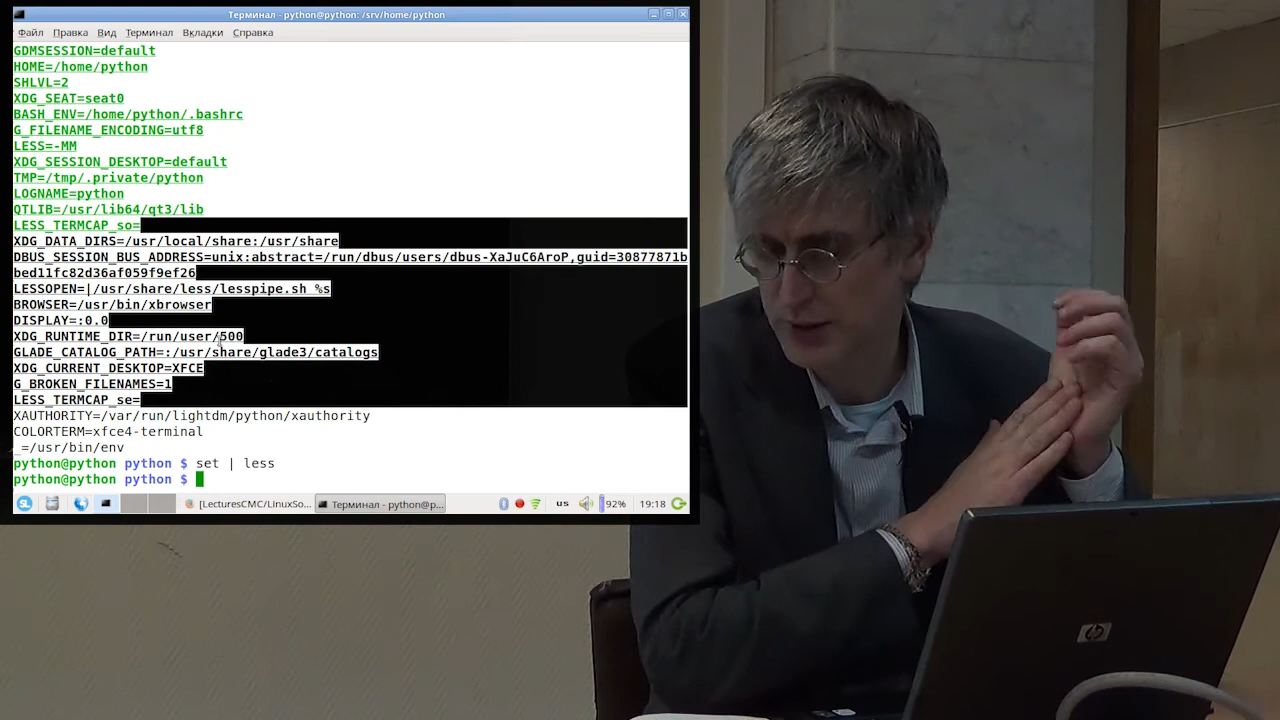 Терминал - python@python: /srv/home/python
Файл Правка Вид Терминал Вкладки Справка
GDMSESSION=default
HOME=/home/python
SHLVL=2
XDG_SEAT=seat0
BASH_ENV=/home/python/.bashrc
G_FILENAME_ENCODING=utf8
LESS=-MM
XDG_SESSION_DESKTOP=default
TMP=/tmp/.private/python
LOGNAME=python
QTLIB=/usr/lib64/qt3/lib
LESS_TERMCAP_so=
XDG_DATA_DIRS=/usr/local/share:/usr/share
DBUS_SESSION_BUS_ADDRESS=unix:abstract=/run/dbus/users/dbus-XaJuC6AroP,guid=30877871b
bed11fc82d36af059f9ef26
LESSOPEN=|/usr/share/less/lesspipe.sh %s
BROWSER=/usr/bin/xbrowser
DISPLAY=:0.0
XDG_RUNTIME_DIR=/run/user/500
GLADE_CATALOG_PATH=:/usr/share/glade3/catalogs
XDG_CURRENT_DESKTOP=XFCE
G_BROKEN_FILENAMES=1
LESS_TERMCAP_se=
XAUTHORITY=/var/run/lightdm/python/xauthority
COLORTERM=xfce4-terminal
_=/usr/bin/env
python@python python $ set | less
python@python python $
[LecturesCMC/LinuxSo... Терминал - python@p... us 92% 19:18
hp